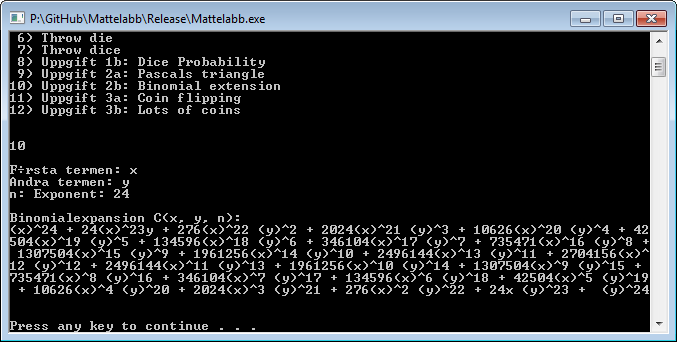 P:\GitHub\Mattelabb\Release\Mattelabb.exe
6) Throw die
7) Throw dice
8) Uppgift 1b: Dice Probability
9) Uppgift 2a: Pascals triangle
10) Uppgift 2b: Binomial extension
11) Uppgift 3a: Coin flipping
12) Uppgift 3b: Lots of coins
10
F÷rsta termen: x
Andra termen: y
n: Exponent: 24
Binomialexpansion C(x, y, n):
(x)^24 + 24(x)^23y + 276(x)^22 (y)^2 + 2024(x)^21 (y)^3 + 10626(x)^20 (y)^4 + 42
504(x)^19 (y)^5 + 134596(x)^18 (y)^6 + 346104(x)^17 (y)^7 + 735471(x)^16 (y)^8 +
1307504(x)^15 (y)^9 + 1961256(x)^14 (y)^10 + 2496144(x)^13 (y)^11 + 2704156(x)^
12 (y)^12 + 2496144(x)^11 (y)^13 + 1961256(x)^10 (y)^14 + 1307504(x)^9 (y)^15 +
735471(x)^8 (y)^16 + 346104(x)^7 (y)^17 + 134596(x)^6 (y)^18 + 42504(x)^5 (y)^19
+ 10626(x)^4 (y)^20 + 2024(x)^3 (y)^21 + 276(x)^2 (y)^22 + 24x (y)^23 +  (y)^24
Press any key to continue . . .